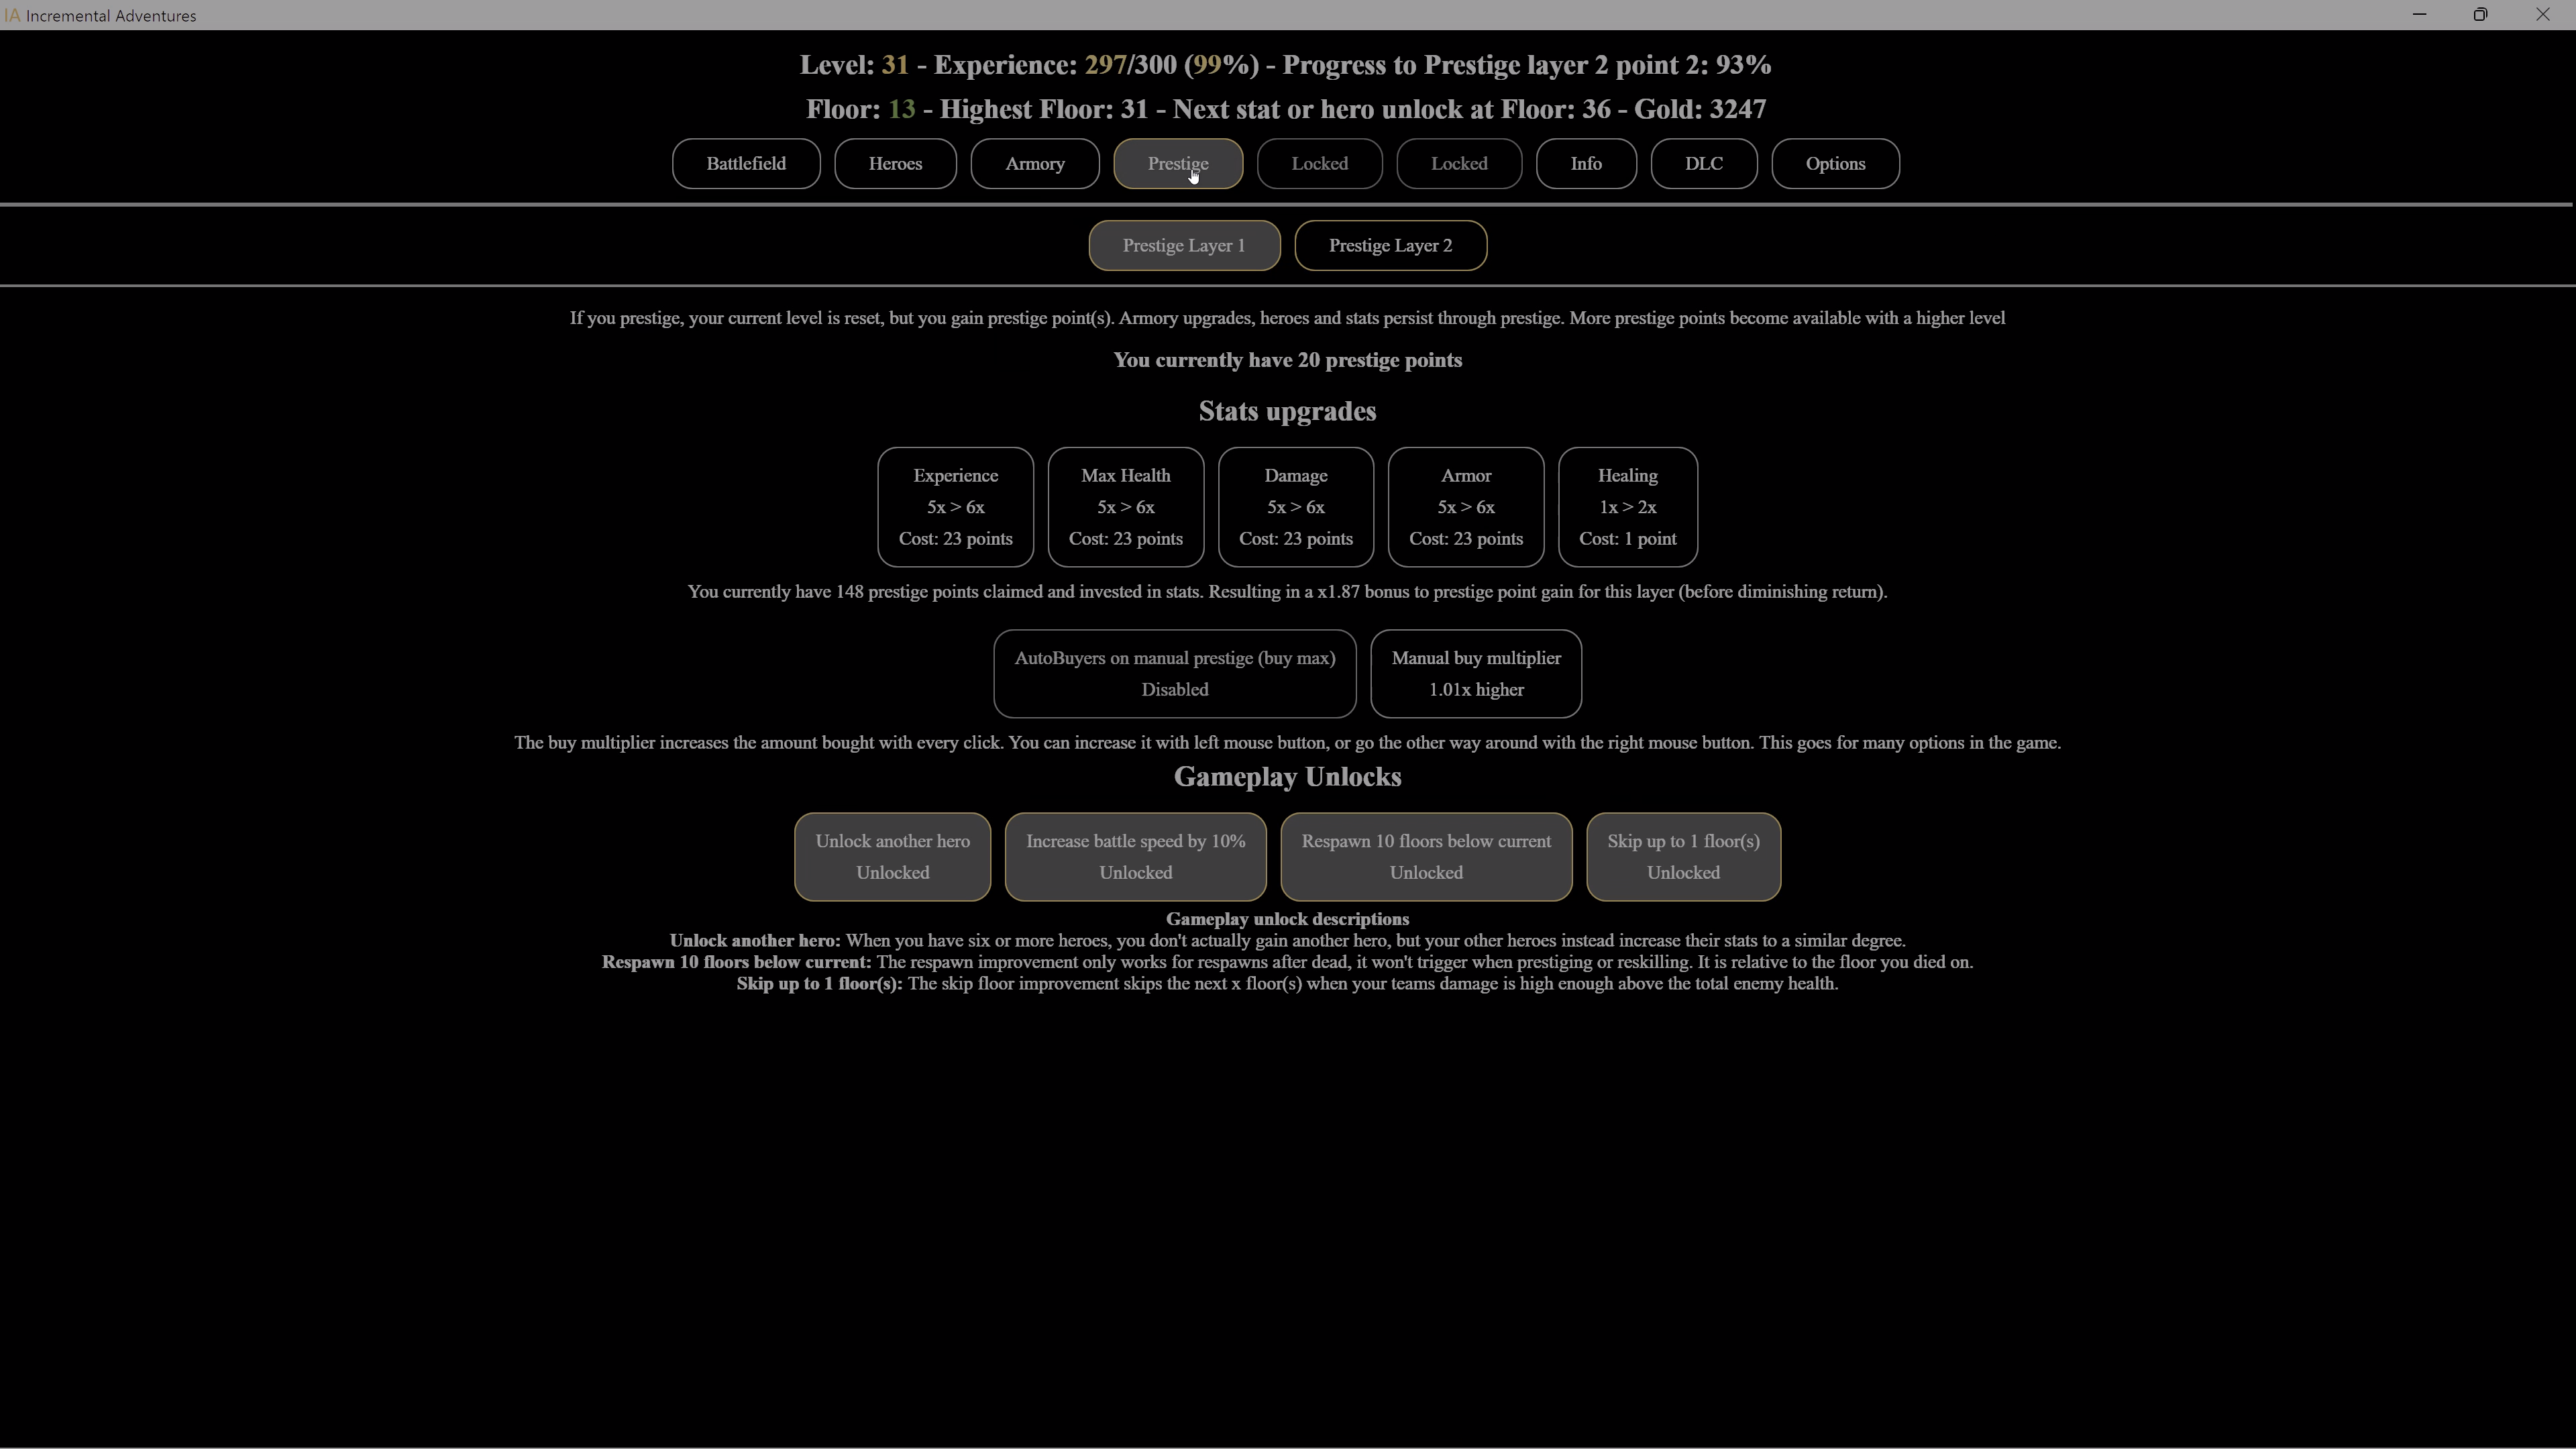 IA Incremental Adventures
Level: 31 - Experience: 297/300 (99%) - Progress to Prestige layer 2 point 2: 93%
Floor: 13 - Highest Floor: 31 - Next stat or hero unlock at Floor: 36 - Gold: 3247
Battlefield Heroes Armory Prestige Locked Locked Info DLC Options
Prestige Layer 1 Prestige Layer 2
If you prestige, your current level is reset, but you gain prestige point(s). Armory upgrades, heroes and stats persist through prestige. More prestige points become available with a higher level
You currently have 20 prestige points
Stats upgrades
Experience Max Health Damage Armor Healing
5x > 6x 5x > 6x 5x > 6x 5x > 6x 1x > 2x
Cost: 23 points Cost: 23 points Cost: 23 points Cost: 23 points Cost: 1 point
You currently have 148 prestige points claimed and invested in stats. Resulting in a x1.87 bonus to prestige point gain for this layer (before diminishing return).
AutoBuyers on manual prestige (buy max) Manual buy multiplier
Disabled 1.01x higher
The buy multiplier increases the amount bought with every click. You can increase it with left mouse button, or go the other way around with the right mouse button. This goes for many options in the game.
Gameplay Unlocks
Unlock another hero Increase battle speed by 10% Respawn 10 floors below current Skip up to 1 floor(s)
Unlocked Unlocked Unlocked Unlocked
Gameplay unlock descriptions
Unlock another hero: When you have six or more heroes, you don't actually gain another hero, but your other heroes instead increase their stats to a similar degree.
Respawn 10 floors below current: The respawn improvement only works for respawns after dead, it won't trigger when prestiging or reskilling. It is relative to the floor you died on.
Skip up to 1 floor(s): The skip floor improvement skips the next x floor(s) when your teams damage is high enough above the total enemy health.